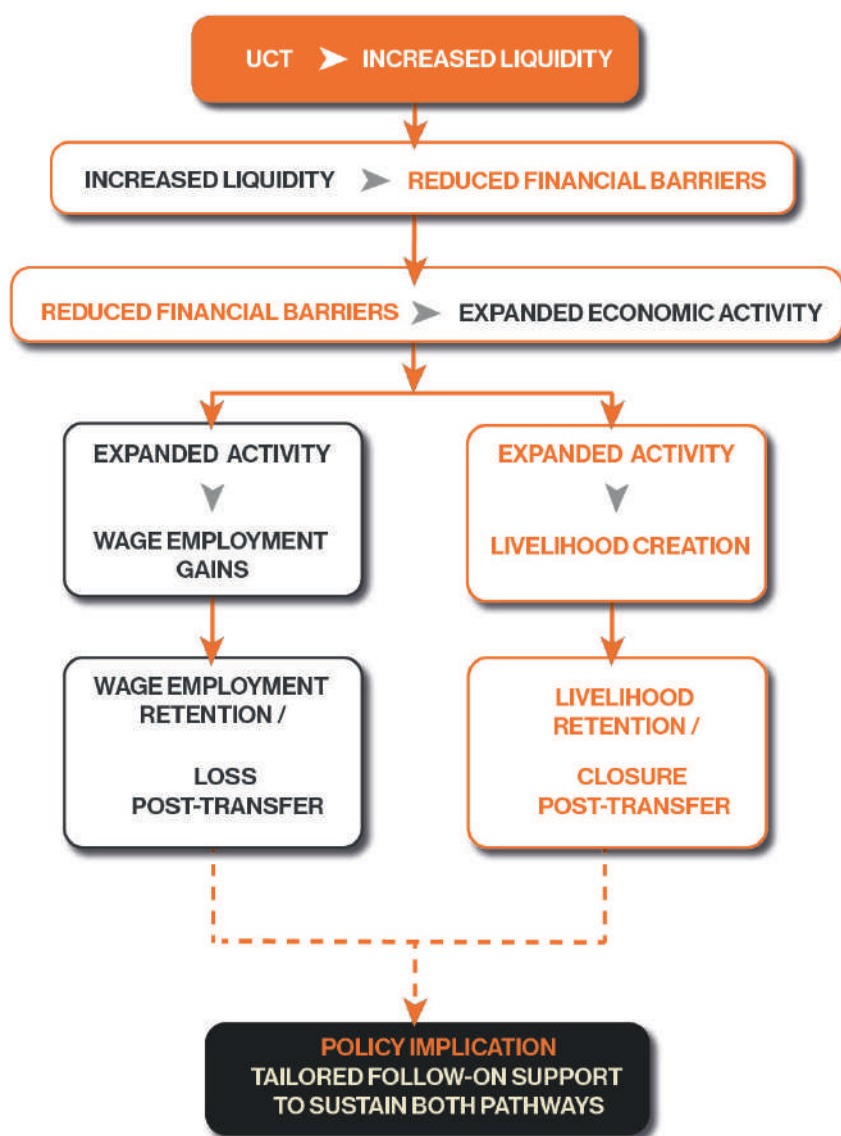 UCT INCREASED LIQUIDITY
INCREASED LIQUIDITY REDUCED FINANCIAL BARRIERS
REDUCED FINANCIAL BARRIERS EXPANDED ECONOMIC ACTIVITY
EXPANDED ACTIVITY
WAGE EMPLOYMENT
GAINS
EXPANDED ACTIVITY
LIVELIHOOD CREATION
WAGE EMPLOYMENT
RETENTION /
LOSS
POST-TRANSFER
LIVELIHOOD
RETENTION /
CLOSURE
POST-TRANSFER
POLICY IMPLICATION
TAILORED FOLLOW-ON SUPPORT
TO SUSTAIN BOTH PATHWAYS